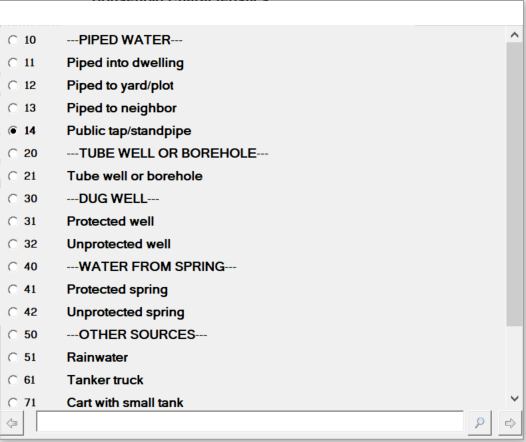 10 ---PIPED WATER---
11 Piped into dwelling
12 Piped to yard/plot
13 Piped to neighbor
14 Public tap/standpipe
20 ---TUBE WELL OR BOREHOLE---
21 Tube well or borehole
30 ---DUG WELL---
31 Protected well
32 Unprotected well
40 ---WATER FROM SPRING---
41 Protected spring
42 Unprotected spring
50 ---OTHER SOURCES---
51 Rainwater
61 Tanker truck
71 Cart with small tank